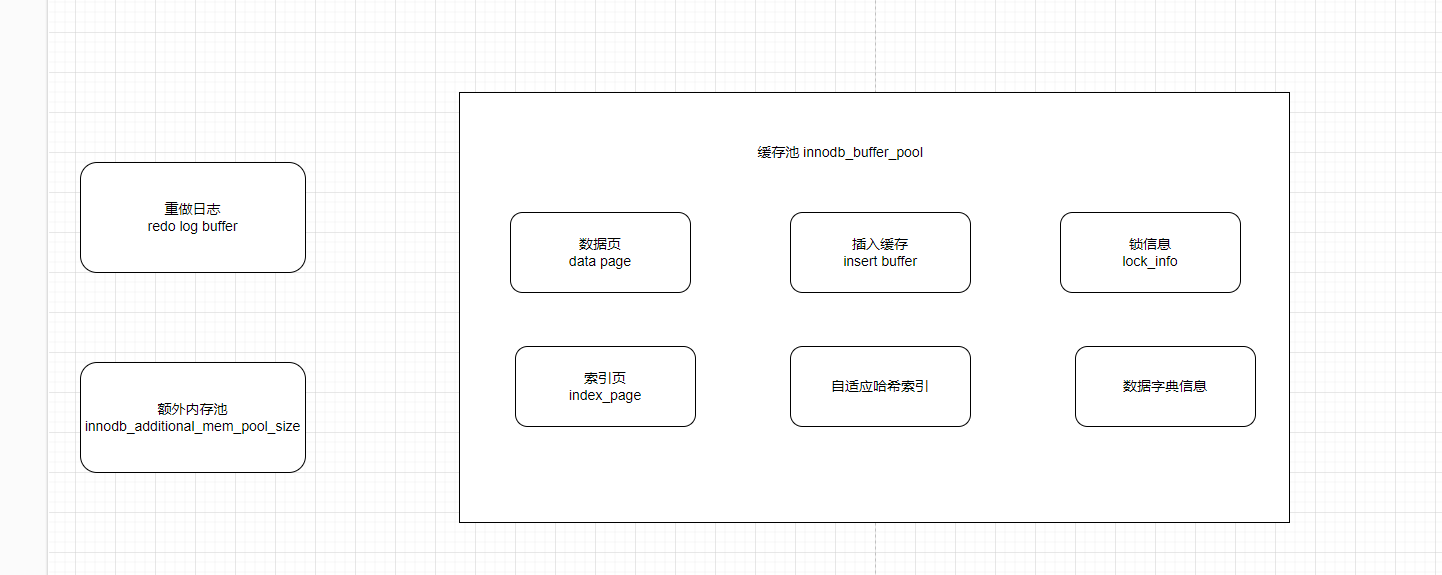 缓存池 innodb_buffer_pool
重做日志
redo log buffer
数据页
data page
插入缓存
insert buffer
锁信息
lock_info
额外内存池
innodb_additional_mem_pool_size
索引页
index_page
自适应哈希索引
数据字典信息